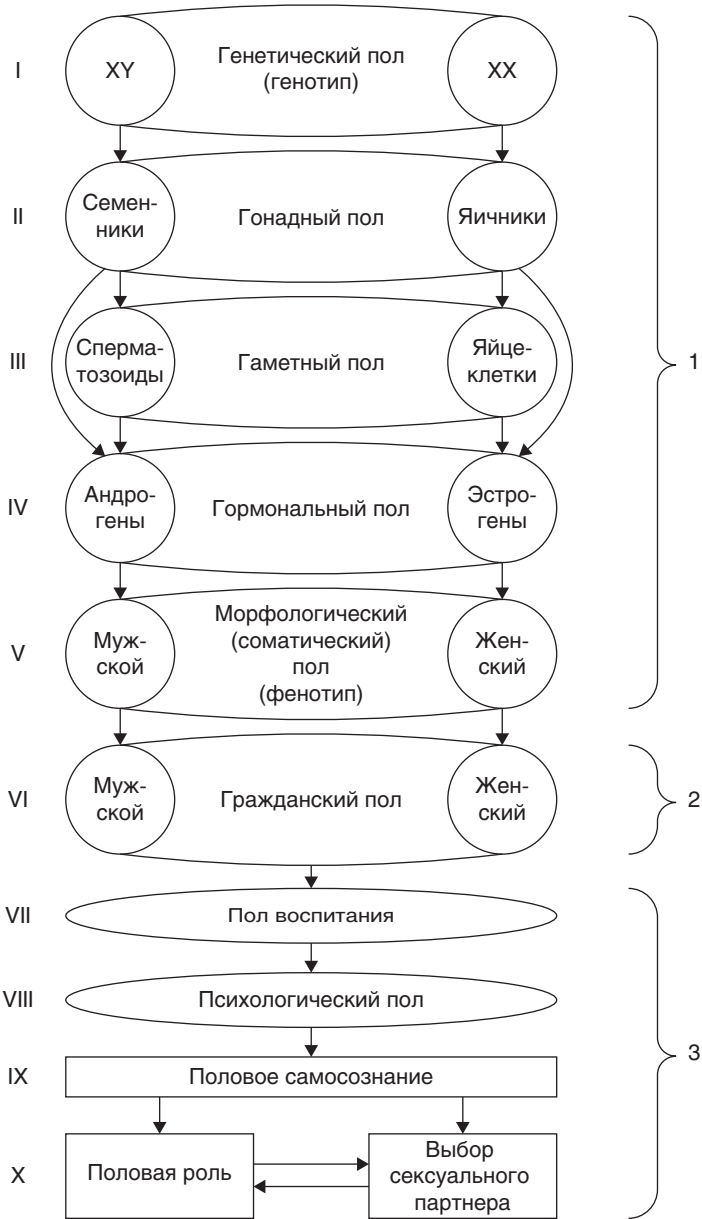 I
XY
Генетический пол
(генотип)
XX
II
Семен-
ники
Гонадный пол
Яичники
III
Сперма-
тозоиды
Гаметный пол
Яйце-
клетки
1
IV
Андро-
гены
Гормональный пол
Эстро-
гены
V
Муж-
ской
Морфологический
(соматический)
пол
(фенотип)
Жен-
ский
VI
Муж-
ской
Гражданский пол
Жен-
ский
2
VII
Пол воспитания
VIII
Психологический пол
3
IX
Половое самосознание
X
Половая роль
Выбор
сексуального
партнера